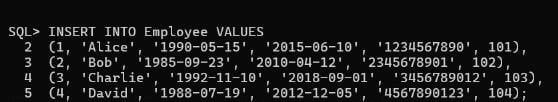 SQL> INSERT INTO Employee VALUES
2 (1, 'Alice', '1990-05-15', '2015-06-10', '1234567890', 101),
3 (2, 'Bob', '1985-09-23', '2010-04-12', '2345678901', 102),
4 (3, 'Charlie', '1992-11-10', '2018-09-01', '3456789012', 103),
5 (4, 'David', '1988-07-19', '2012-12-05', '4567890123', 104);